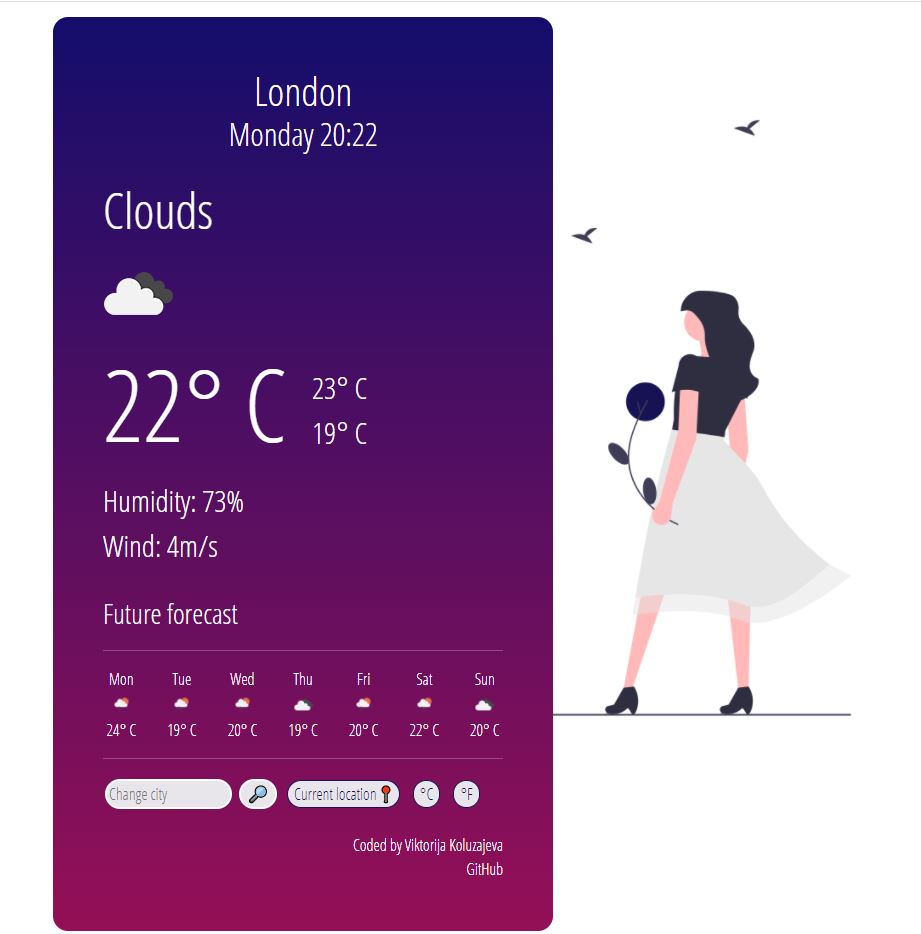 London
Monday 20:22
Clouds
22° C
23° C
19° C
Humidity: 73%
Wind: 4m/s
Future forecast
Mon Tue Wed Thu Fri Sat Sun
24° C 19° C 20° C 19° C 20° C 22° C 20° C
Change city Current location °C °F
Coded by Viktorija Koluzajeva
GitHub